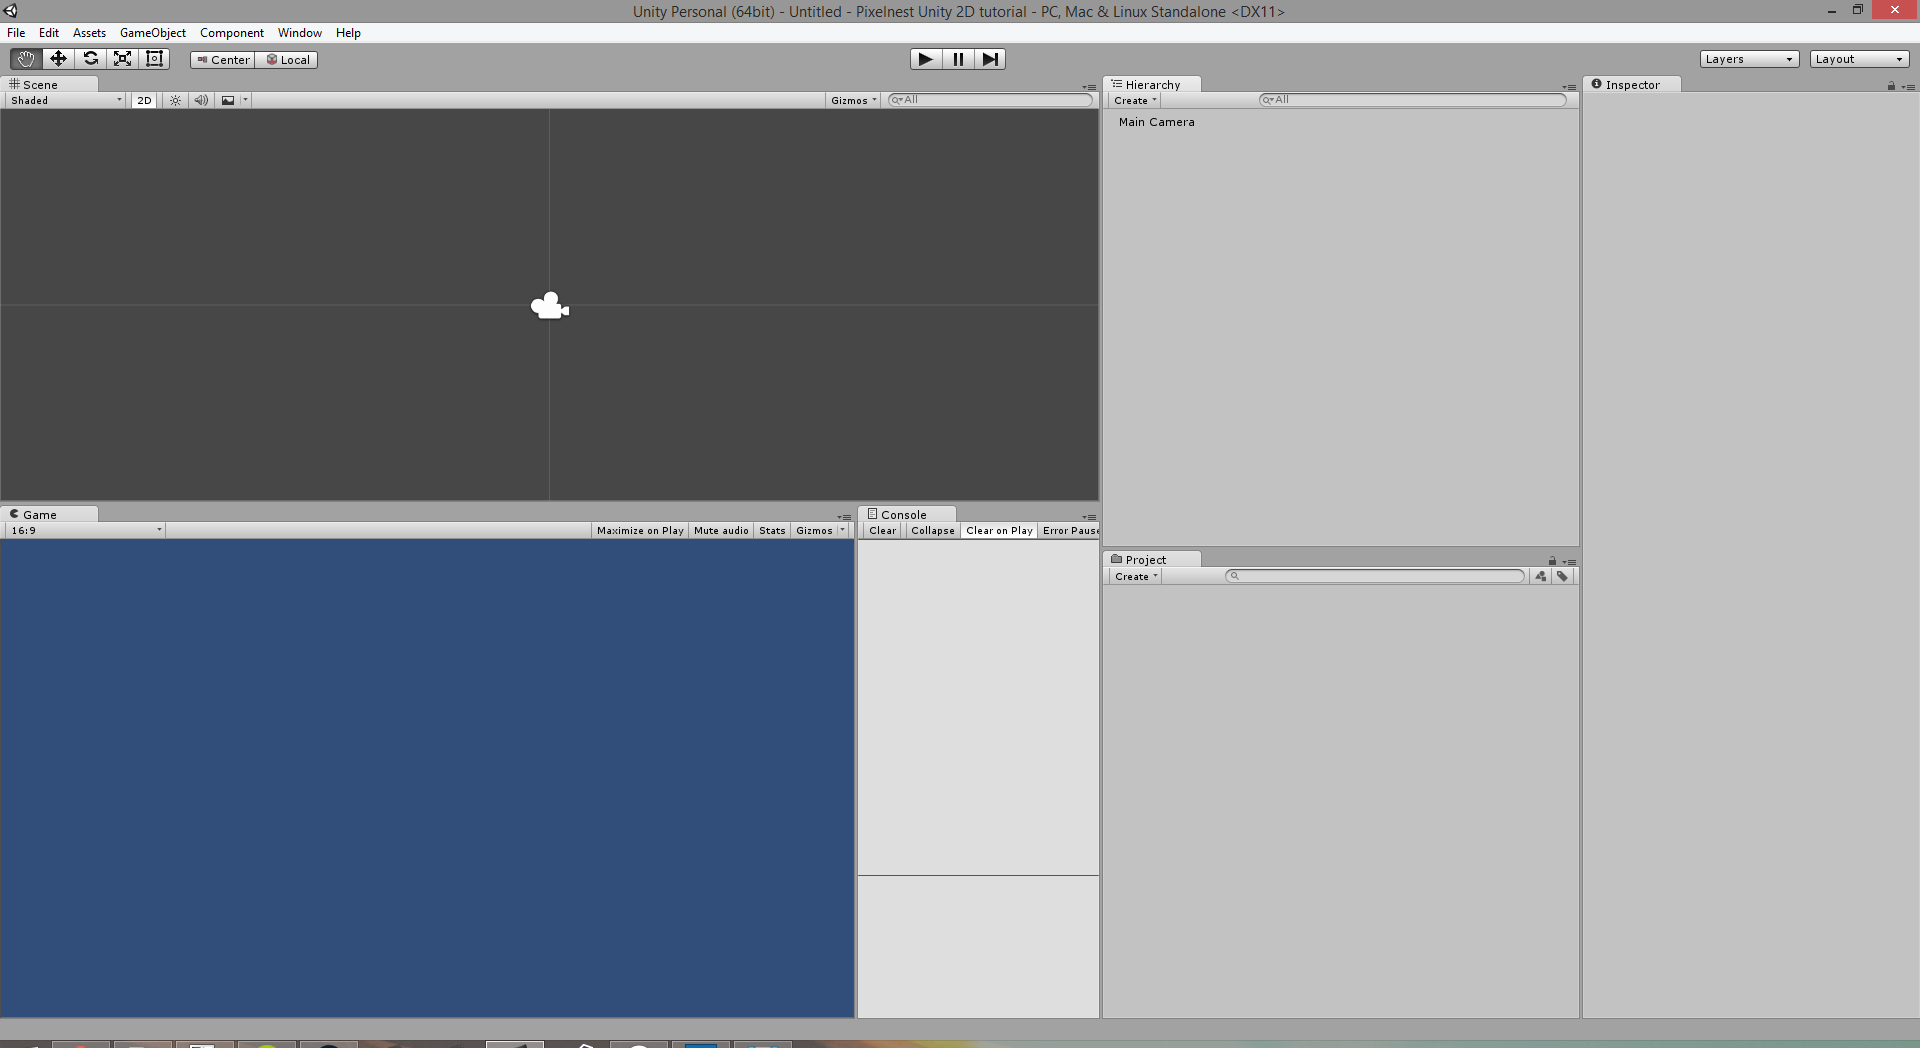 Unity Personal (64bit) - Untitled - Pixelnest Unity 2D tutorial - PC, Mac & Linux Standalone <DX11>
File Edit Assets GameObject Component Window Help
Center Local Layers Layout
Scene
Shaded 2D Gizmos All
Hierarchy
Create All
Main Camera
Inspector
Game
16:9 Maximize on Play Mute audio Stats Gizmos
Console
Clear Collapse Clear on Play Error Pause
Project
Create